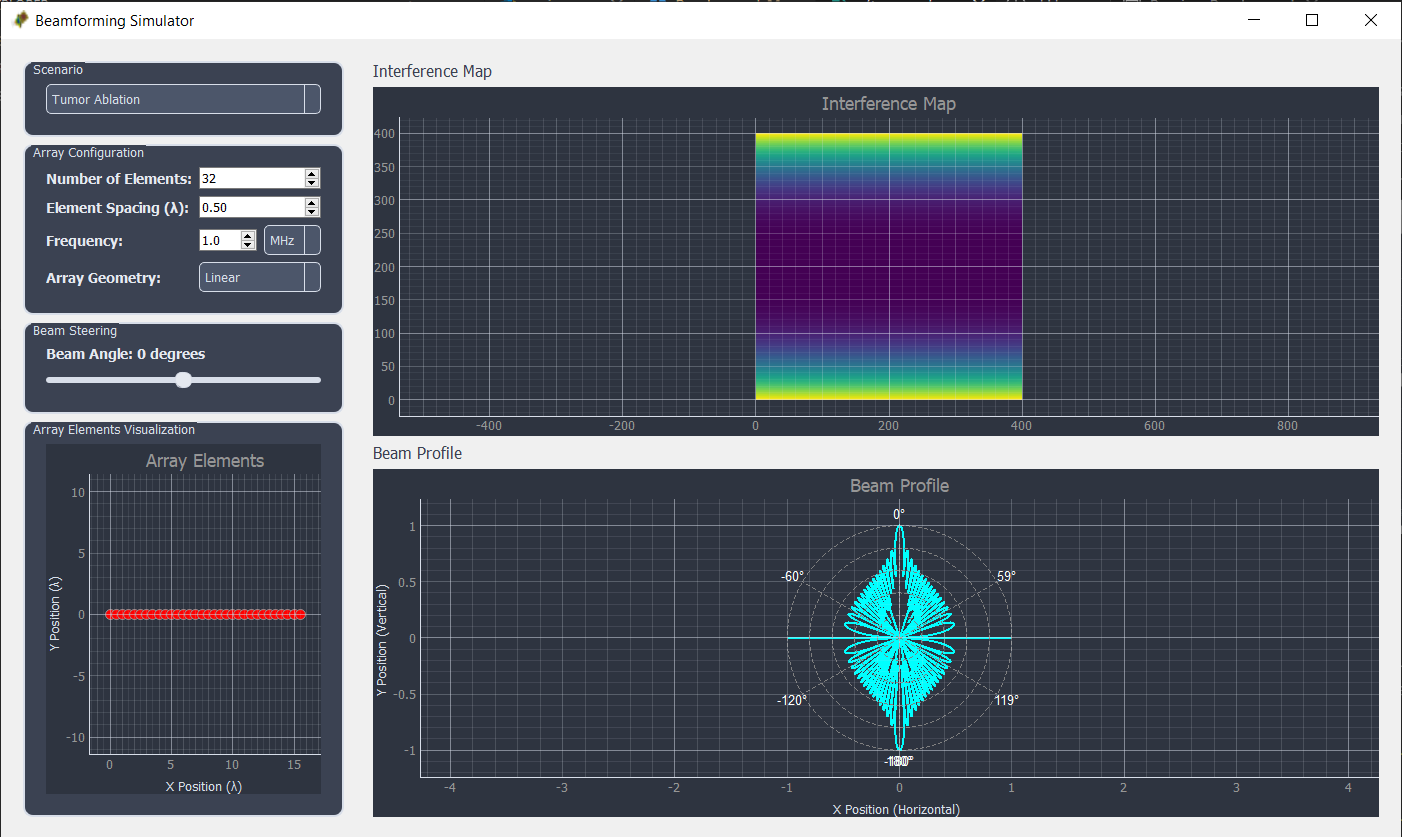 Beamforming Simulator
Scenario
Tumor Ablation
Array Configuration
Number of Elements: 32
Element Spacing (λ): 0.50
Frequency: 1.0 MHz
Array Geometry: Linear
Beam Steering
Beam Angle: 0 degrees
Array Elements Visualization
Array Elements
10
5
0
-5
-10
Y Position (λ)
0 5 10 15
X Position (λ)
Interference Map
Interference Map
400
350
300
250
200
150
100
50
0
-400 -200 0 200 400 600 800
Beam Profile
Beam Profile
1
0.5
0
-0.5
-1
Y Position (Vertical)
0°
-60° 59°
-120° 119°
-4 -3 -2 -1 0 1 2 3 4
X Position (Horizontal)